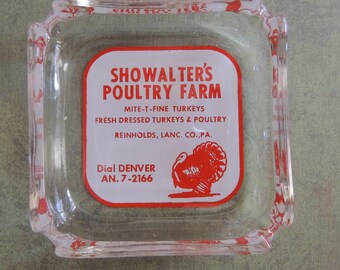 SHOWALTER'S
POULTRY FARM
MITE-T-FINE TURKEYS
FRESH DRESSED TURKEYS & POULTRY
REINHOLDS, LANC. CO., PA.
Dial DENVER
AN. 7-2166